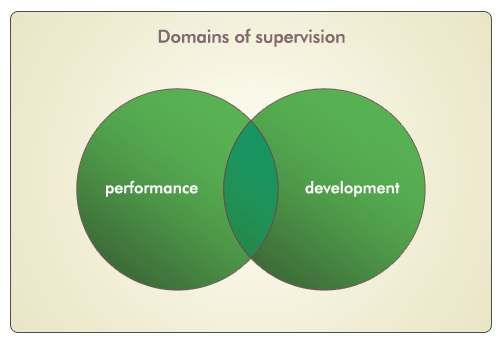 Domains of supervision
performance
development